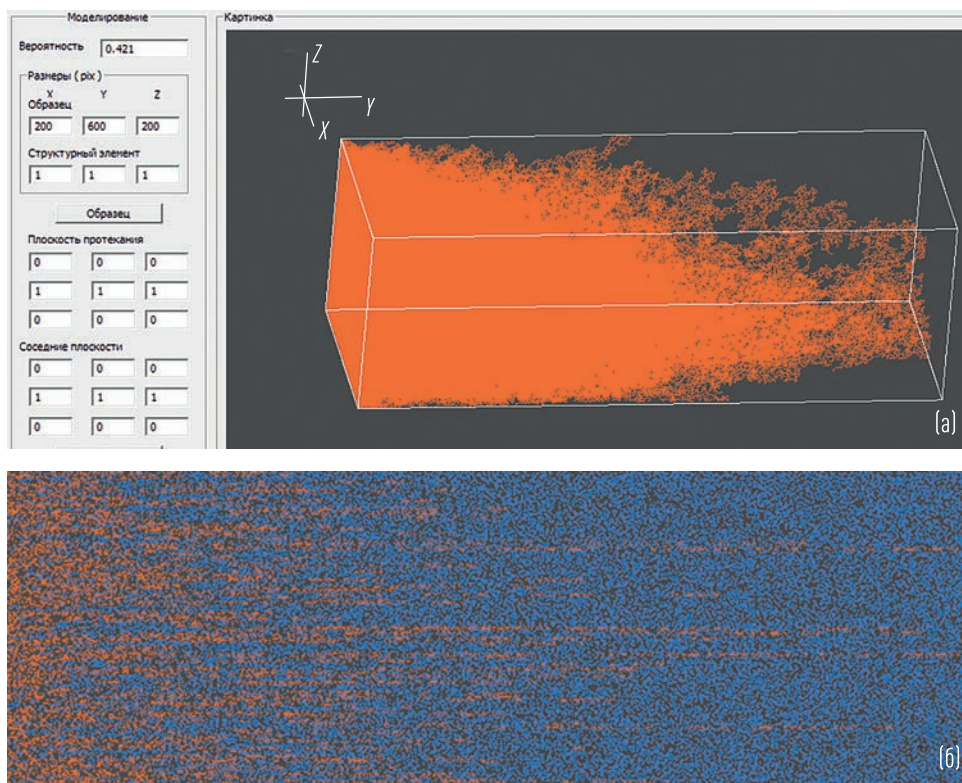 Моделирование
Вероятность 0.421
Размеры ( pix )
X Y Z
Образец
200 600 200
Структурный элемент
1 1 1
Образец
Плоскость протекания
0 0 0
1 1 1
0 0 0
Соседние плоскости
0 0 0
1 1 1
0 0 0
Картинка
Z
Y
X
(а)
(б)